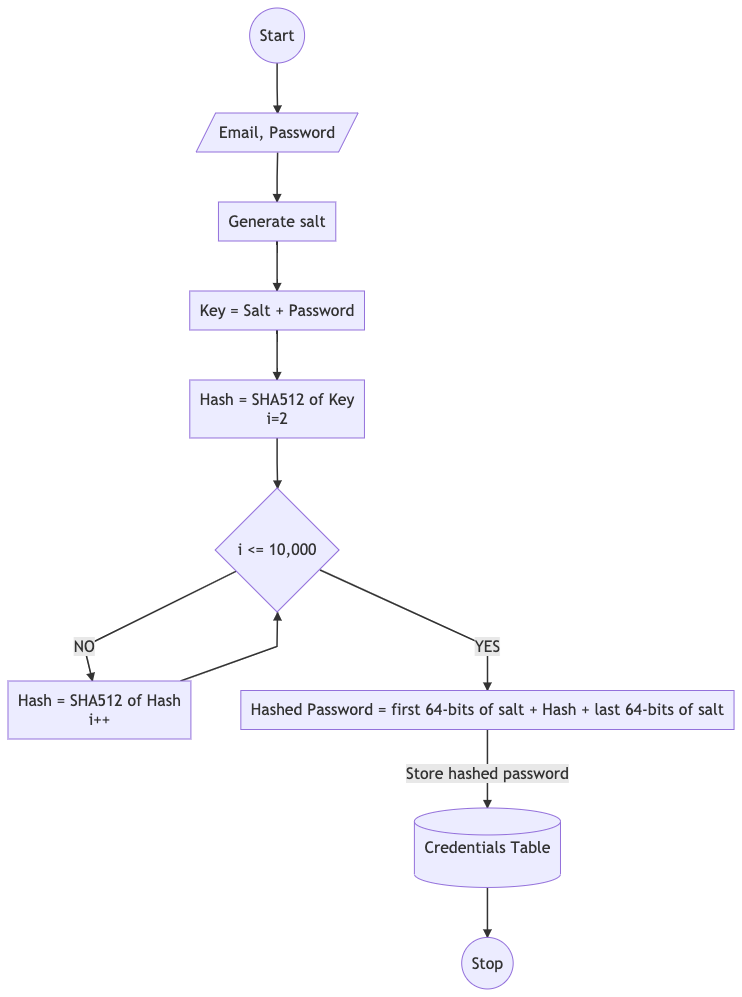 Start
Email, Password
Generate salt
Key = Salt + Password
Hash = SHA512 of Key
i=2
i <= 10,000
NO
YES
Hash = SHA512 of Hash
i++
Hashed Password = first 64-bits of salt + Hash + last 64-bits of salt
Store hashed password
Credentials Table
Stop